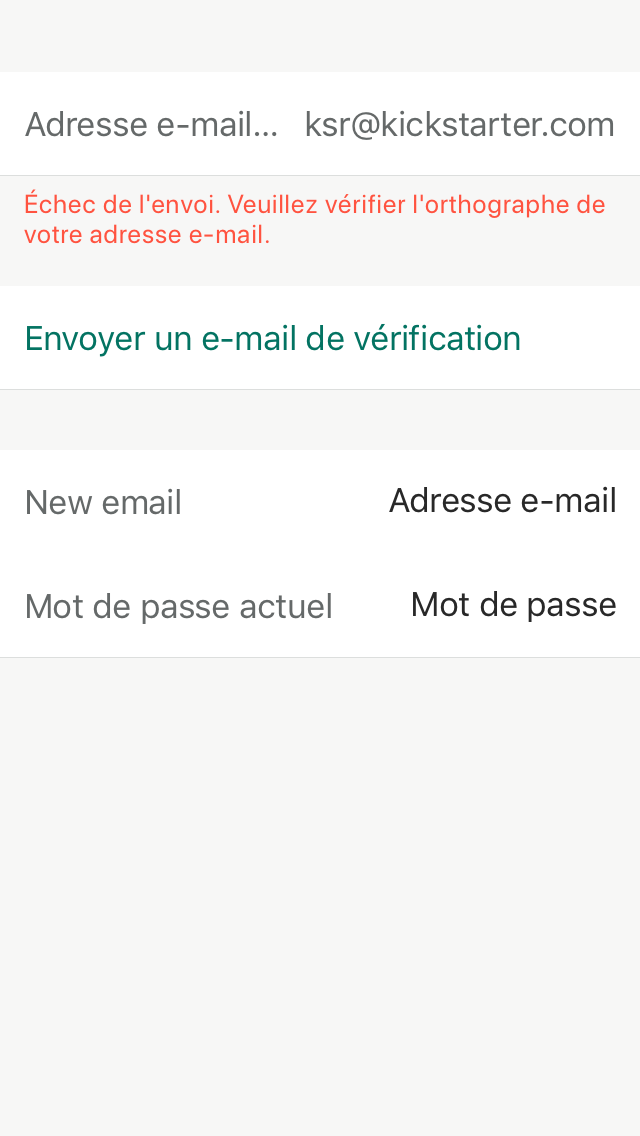 Adresse e-mail... ksr@kickstarter.com
Échec de l'envoi. Veuillez vérifier l'orthographe de
votre adresse e-mail.
Envoyer un e-mail de vérification
New email Adresse e-mail
Mot de passe actuel Mot de passe